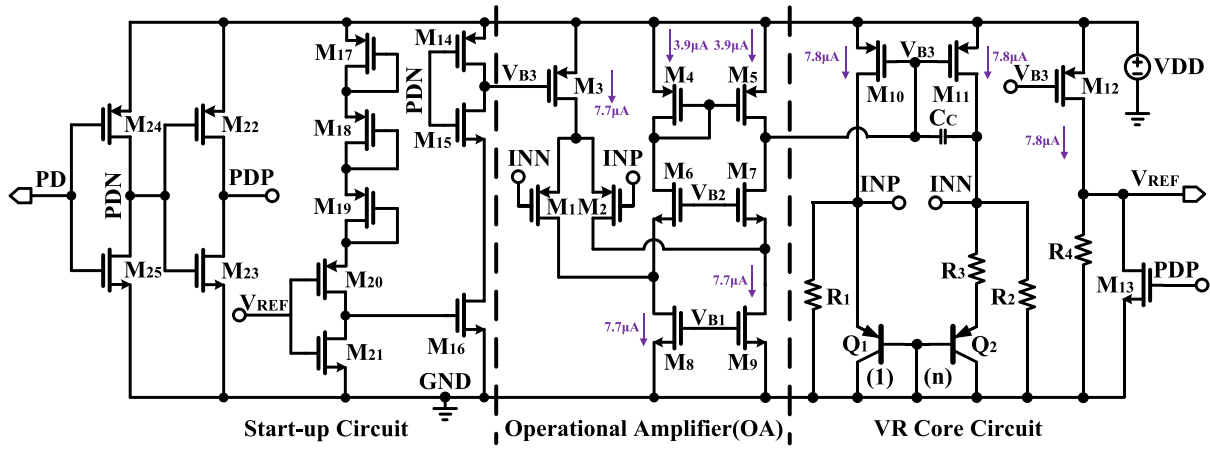 PD
M24
M25
PDN
M22
M23
PDP
M17
M18
M19
M20
M21
VREF
M14
PDN
M15
M16
GND
VB3
M3
7.7μA
INN
INP
M1
M2
3.9μA
3.9μA
M4
M5
M6
M7
VB2
7.7μA
7.7μA
VB1
M8
M9
7.8μA
VB3
7.8μA
M10
M11
CC
INP
INN
R1
R3
R2
Q1
Q2
(1)
(n)
VB3
M12
7.8μA
VDD
VREF
R4
M13
PDP
Start-up Circuit
Operational Amplifier(OA)
VR Core Circuit